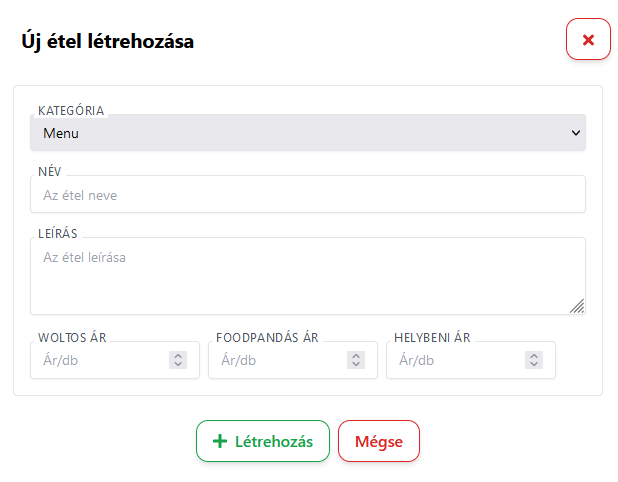 Új étel létrehozása
KATEGÓRIA
Menu
NÉV
Az étel neve
LEÍRÁS
Az étel leírása
WOLTOS ÁR FOODPANDÁS ÁR HELYBENI ÁR
Ár/db Ár/db Ár/db
Létrehozás Mégse